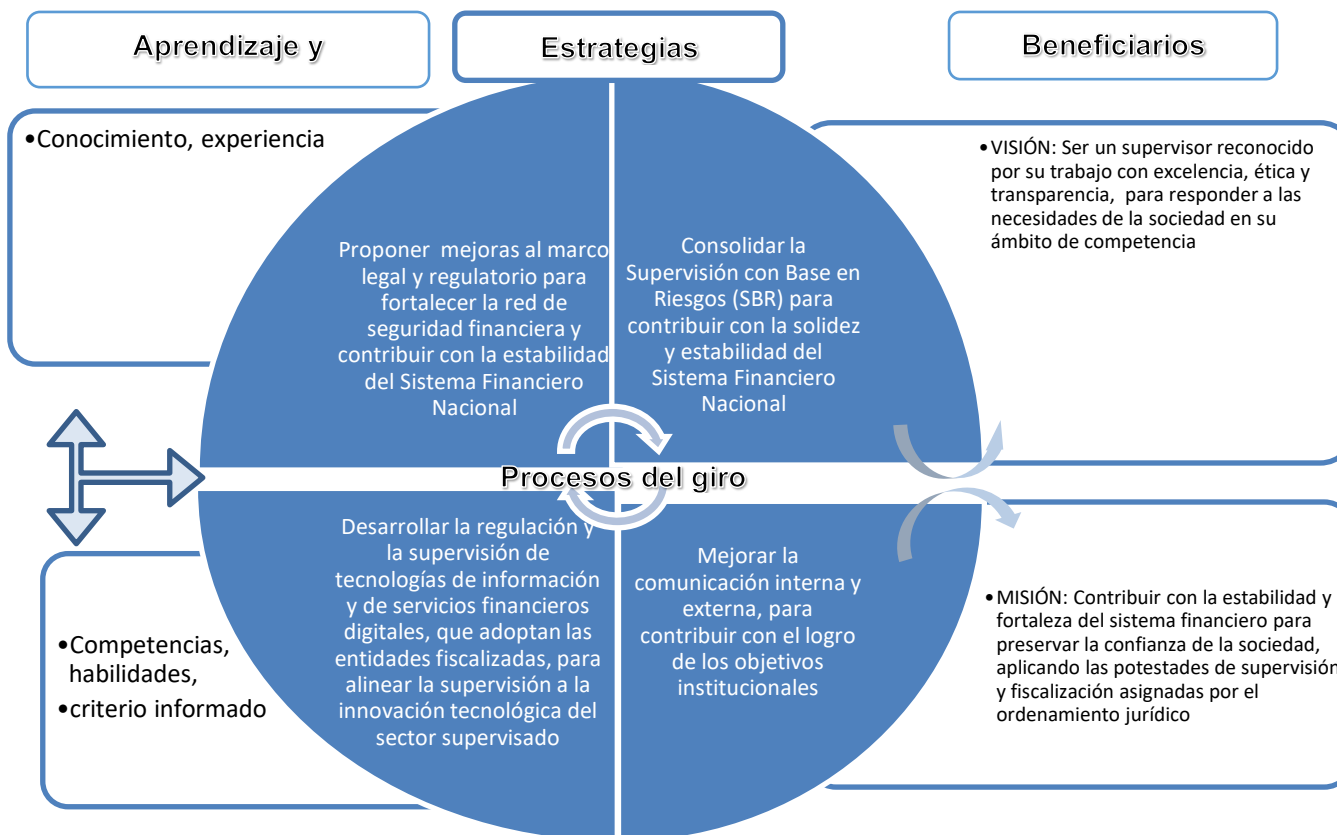 Aprendizaje y
Estrategias
Beneficiarios
•Conocimiento, experiencia
Proponer mejoras al marco
legal y regulatorio para
fortalecer la red de
seguridad financiera y
contribuir con la estabilidad
del Sistema Financiero
Nacional
Consolidar la
Supervisión con Base en
Riesgos (SBR) para
contribuir con la solidez
y estabilidad del
Sistema Financiero
Nacional
•VISIÓN: Ser un supervisor reconocido
por su trabajo con excelencia, ética y
transparencia, para responder a las
necesidades de la sociedad en su
ámbito de competencia
Procesos del giro
•Competencias,
habilidades,
•criterio informado
Desarrollar la regulación y
la supervisión de
tecnologías de información
y de servicios financieros
digitales, que adoptan las
entidades fiscalizadas, para
alinear la supervisión a la
innovación tecnológica del
sector supervisado
Mejorar la
comunicación interna y
externa, para
contribuir con el logro
de los objetivos
institucionales
•MISIÓN: Contribuir con la estabilidad y
fortaleza del sistema financiero para
preservar la confianza de la sociedad,
aplicando las potestades de supervisión
y fiscalización asignadas por el
ordenamiento jurídico